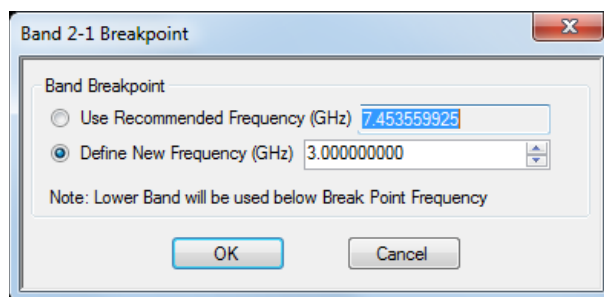 Band 2-1 Breakpoint
Band Breakpoint
Use Recommended Frequency (GHz) 7.453559925
Define New Frequency (GHz) 3.000000000
Note: Lower Band will be used below Break Point Frequency
OK Cancel